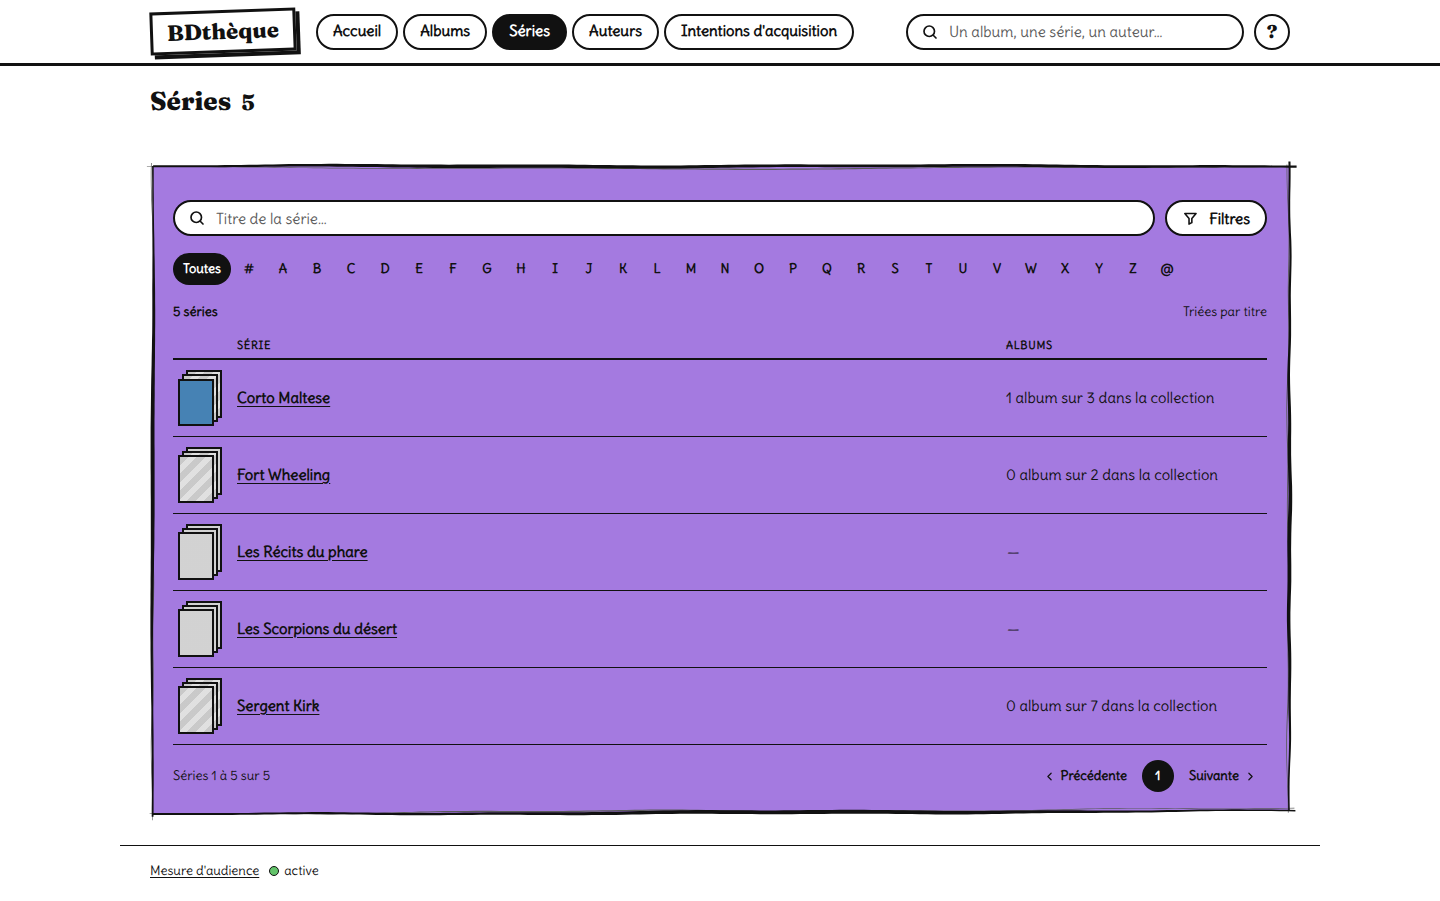 BDthèque Accueil Albums Séries Auteurs Intentions d'acquisition Un album, une série, un auteur... ?
Séries 5
Titre de la série... Filtres
Toutes # A B C D E F G H I J K L M N O P Q R S T U V W X Y Z @
5 séries Triées par titre
SÉRIE ALBUMS
Corto Maltese 1 album sur 3 dans la collection
Fort Wheeling 0 album sur 2 dans la collection
Les Récits du phare —
Les Scorpions du désert —
Sergent Kirk 0 album sur 7 dans la collection
Séries 1 à 5 sur 5 Précédente 1 Suivante
Mesure d'audience active